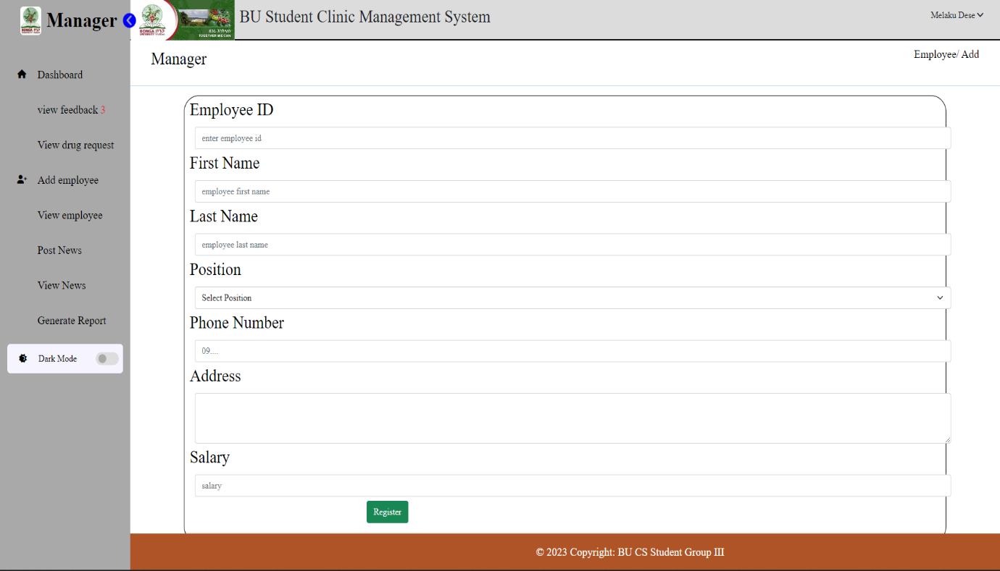 Manager
BU Student Clinic Management System
Melaku Dese
TOGETHER WE CAN
Manager
Employee/ Add
Dashboard
view feedback 3
View drug request
Add employee
View employee
Post News
View News
Generate Report
Dark Mode
Employee ID
enter employee id
First Name
employee first name
Last Name
employee last name
Position
Select Position
Phone Number
09....
Address
Salary
salary
Register
© 2023 Copyright: BU CS Student Group III